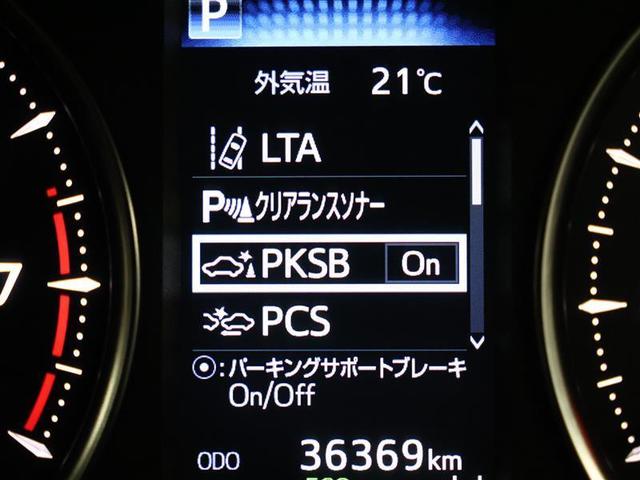 P
外気温 21℃
LTA
P クリアランスソナー
PKSB On
PCS
⦿:パーキングサポートブレーキ
On/Off
ODO 36369km
7